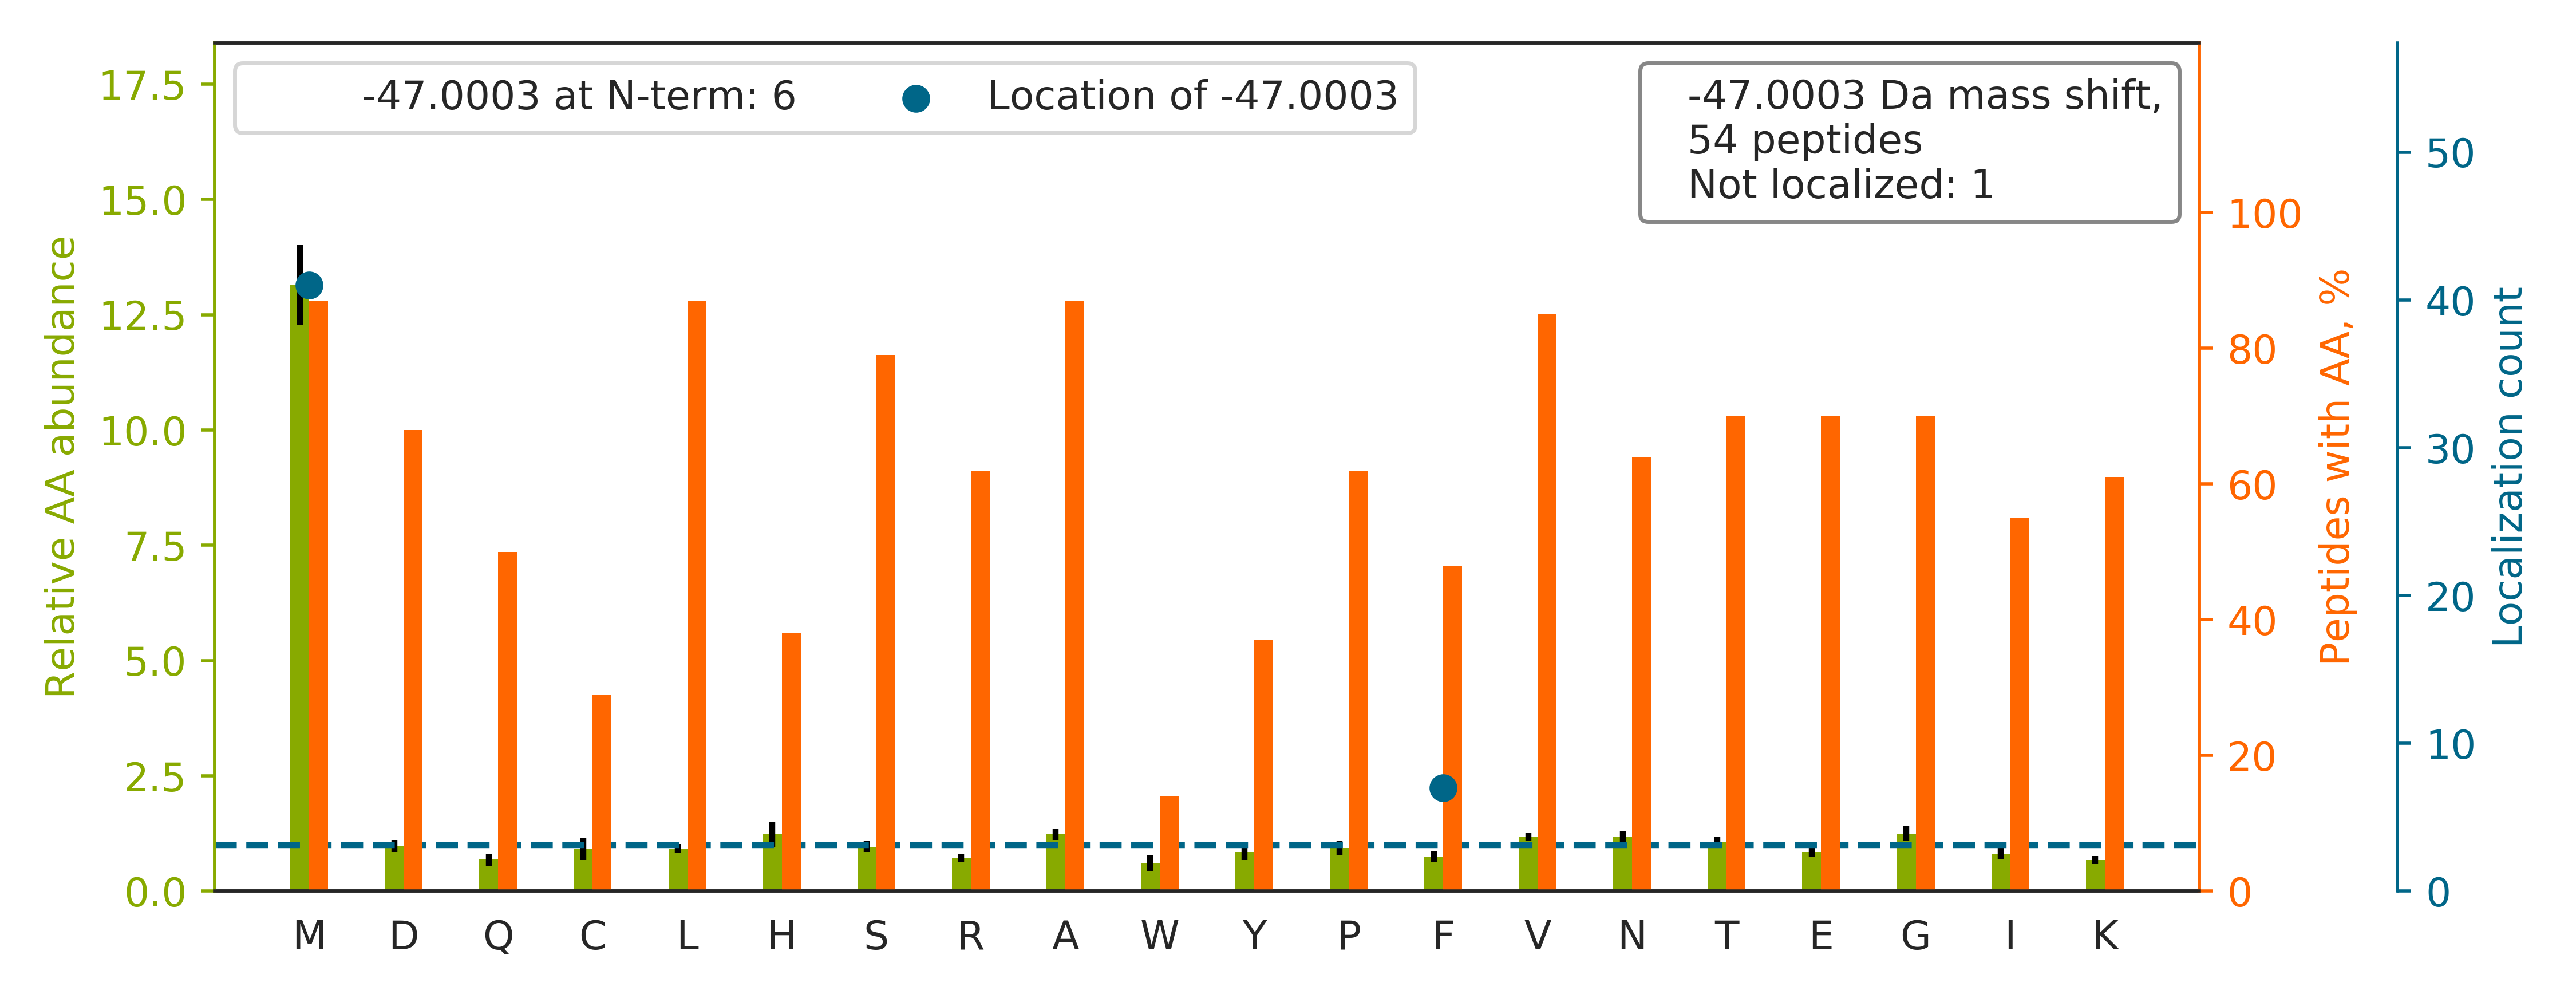 -47.0003 at N-term: 6
Location of -47.0003
-47.0003 Da mass shift,
54 peptides
Not localized: 1
Relative AA abundance
17.5
15.0
12.5
10.0
7.5
5.0
2.5
0.0
M D Q C L H S R A W Y P F V N T E G I K
100
80
60
40
20
0
Peptides with AA, %
50
40
30
20
10
0
Localization count